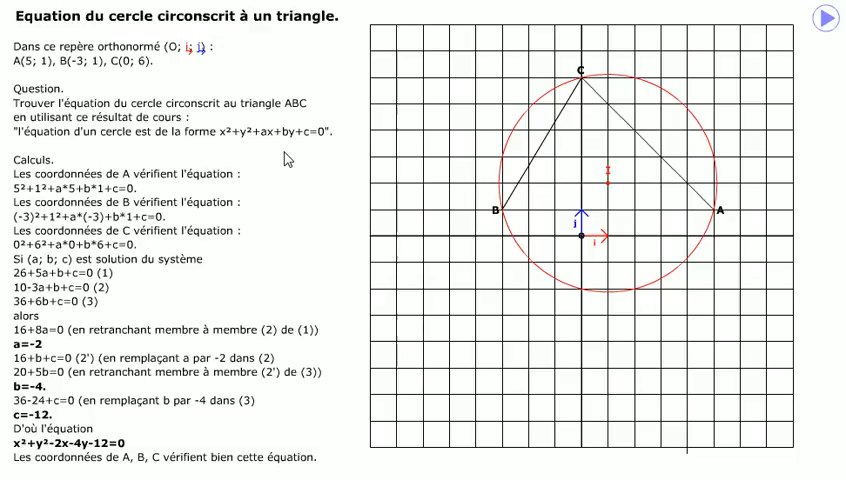 Equation du cercle circonscrit à un triangle.
Dans ce repère orthonormé (O; i; j) :
A(5; 1), B(-3; 1), C(0; 6).
Question.
Trouver l'équation du cercle circonscrit au triangle ABC
en utilisant ce résultat de cours :
"l'équation d'un cercle est de la forme x²+y²+ax+by+c=0".
Calculs.
Les coordonnées de A vérifient l'équation :
5²+1²+a*5+b*1+c=0.
Les coordonnées de B vérifient l'équation :
(-3)²+1²+a*(-3)+b*1+c=0.
Les coordonnées de C vérifient l'équation :
0²+6²+a*0+b*6+c=0.
Si (a; b; c) est solution du système
26+5a+b+c=0 (1)
10-3a+b+c=0 (2)
36+6b+c=0 (3)
alors
16+8a=0 (en retranchant membre à membre (2) de (1))
a=-2
16+b+c=0 (2') (en remplaçant a par -2 dans (2)
20+5b=0 (en retranchant membre à membre (2') de (3))
b=-4.
36-24+c=0 (en remplaçant b par -4 dans (3)
c=-12.
D'où l'équation
x²+y²-2x-4y-12=0
Les coordonnées de A, B, C vérifient bien cette équation.
C
I
B
A
j
i